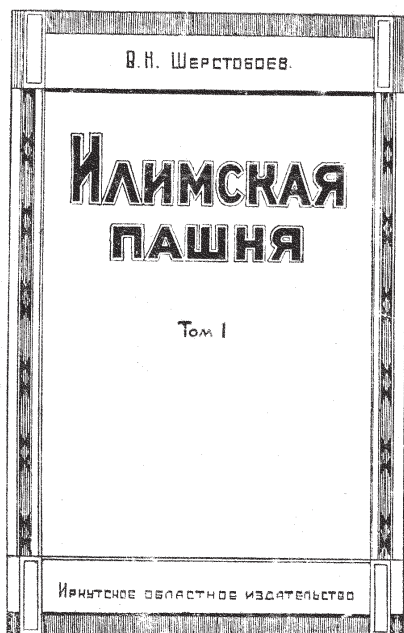 В. Н. Шерстобоев.
Илимская
пашня
Том I
Иркутское областное издательство